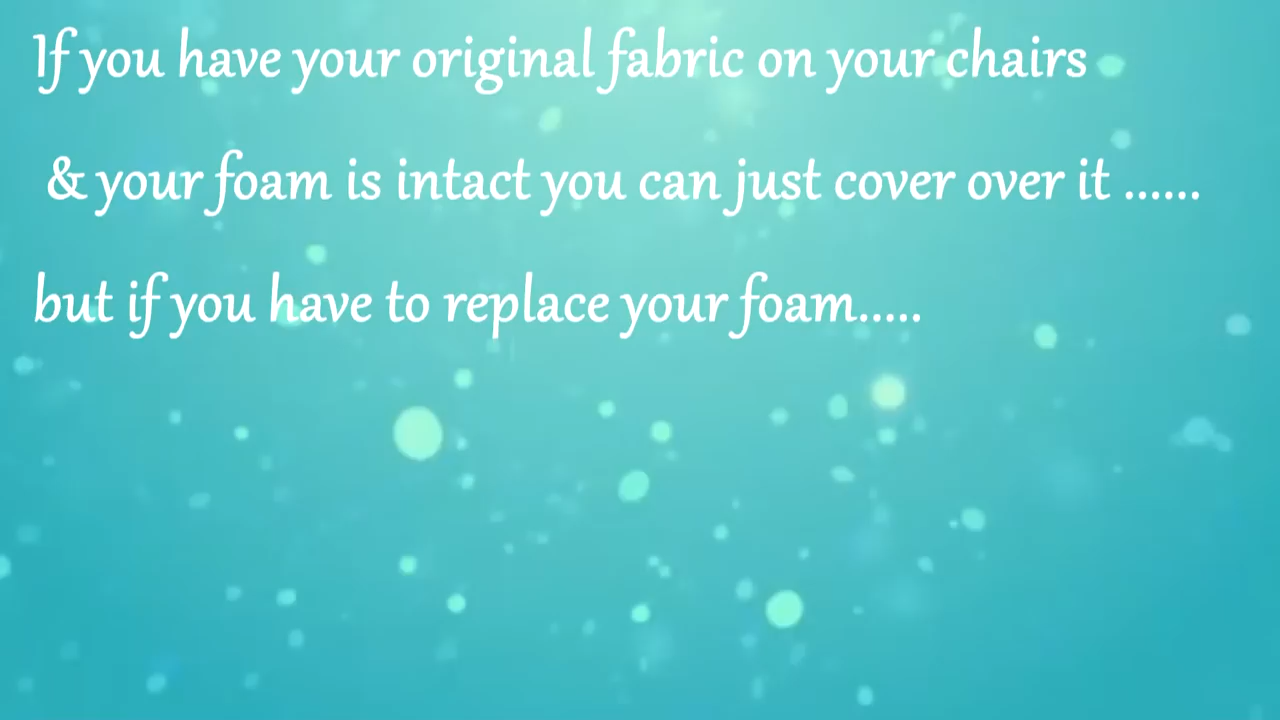 If you have your original fabric on your chairs
& your foam is intact you can just cover over it ......
but if you have to replace your foam.....